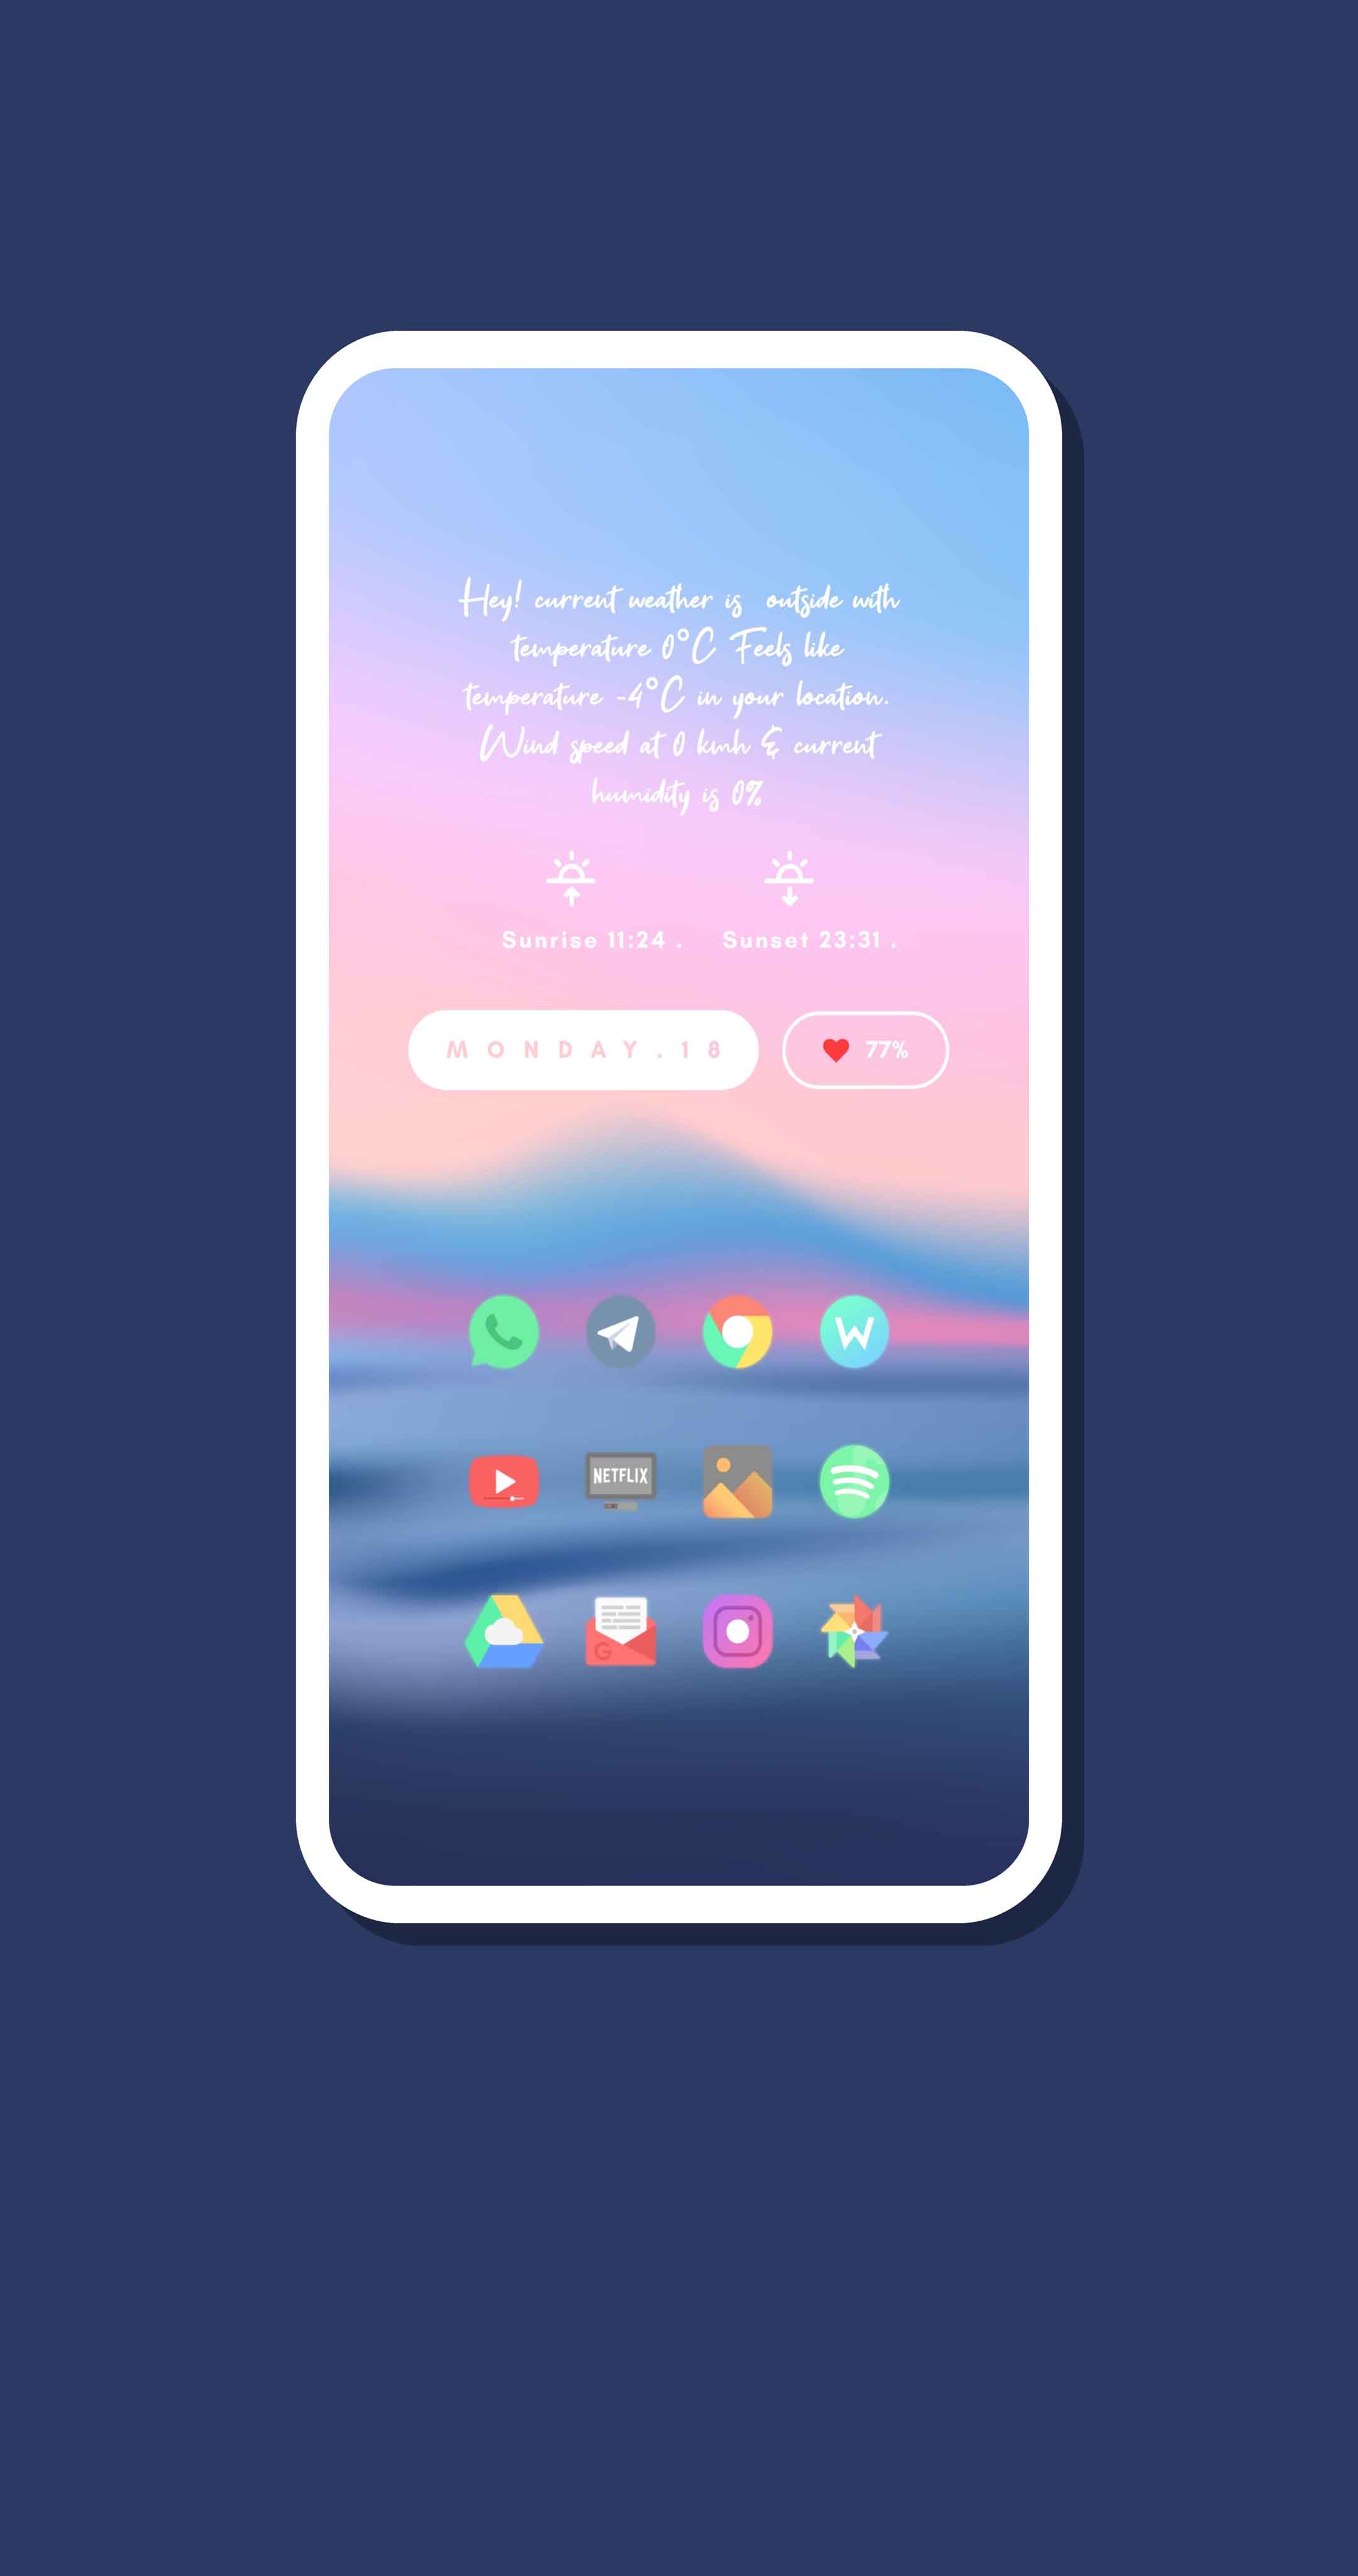 Hey! current weather is  outside with
temperature 0°C Feels like
temperature -4°C in your location.
Wind speed at 0 kmh & current
humidity is 0%
Sunrise 11:24 . Sunset 23:31 .
MONDAY.18 77%
W
NETFLIX
G